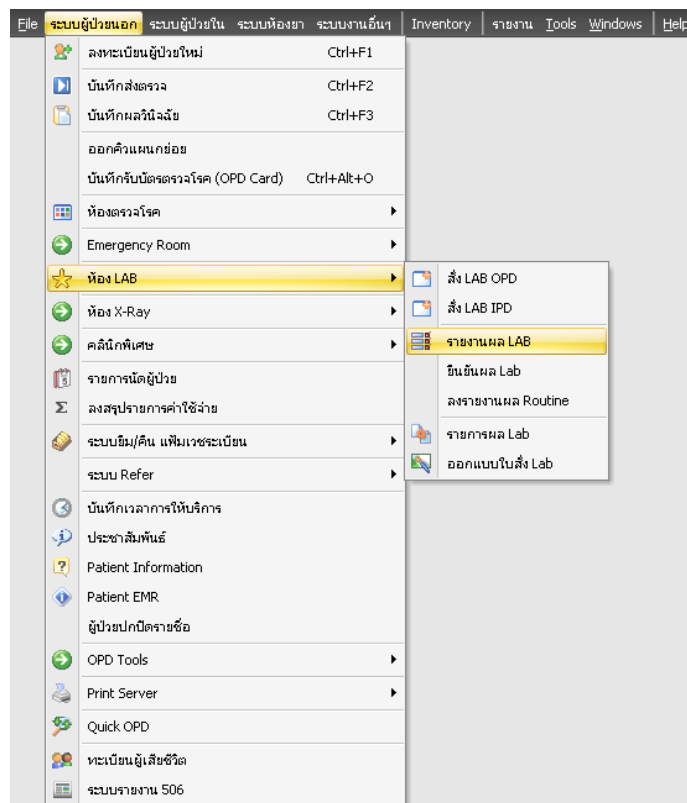 File ระบบผู้ป่วยนอก ระบบผู้ป่วยใน ระบบห้องยา ระบบงานอื่นๆ Inventory รายงาน Tools Windows Help
ลงทะเบียนผู้ป่วยใหม่ Ctrl+F1
บันทึกส่งตรวจ Ctrl+F2
บันทึกผลวินิจฉัย Ctrl+F3
ออกคิวแผนกย่อย
บันทึกรับบัตรตรวจโรค (OPD Card) Ctrl+Alt+O
ห้องตรวจโรค
Emergency Room
ห้อง LAB
ห้อง X-Ray
คลินิกพิเศษ
รายการนัดผู้ป่วย
ลงสรุปรายการค่าใช้จ่าย
ระบบยืม/คืน แฟ้มเวชระเบียน
ระบบ Refer
บันทึกเวลาการให้บริการ
ประชาสัมพันธ์
Patient Information
Patient EMR
ผู้ป่วยปกปิดรายชื่อ
OPD Tools
Print Server
Quick OPD
ทะเบียนผู้เสียชีวิต
ระบบรายงาน 506
สั่ง LAB OPD
สั่ง LAB IPD
รายงานผล LAB
ยืนยันผล Lab
ลงรายงานผล Routine
รายการผล Lab
ออกแบบใบสั่ง Lab